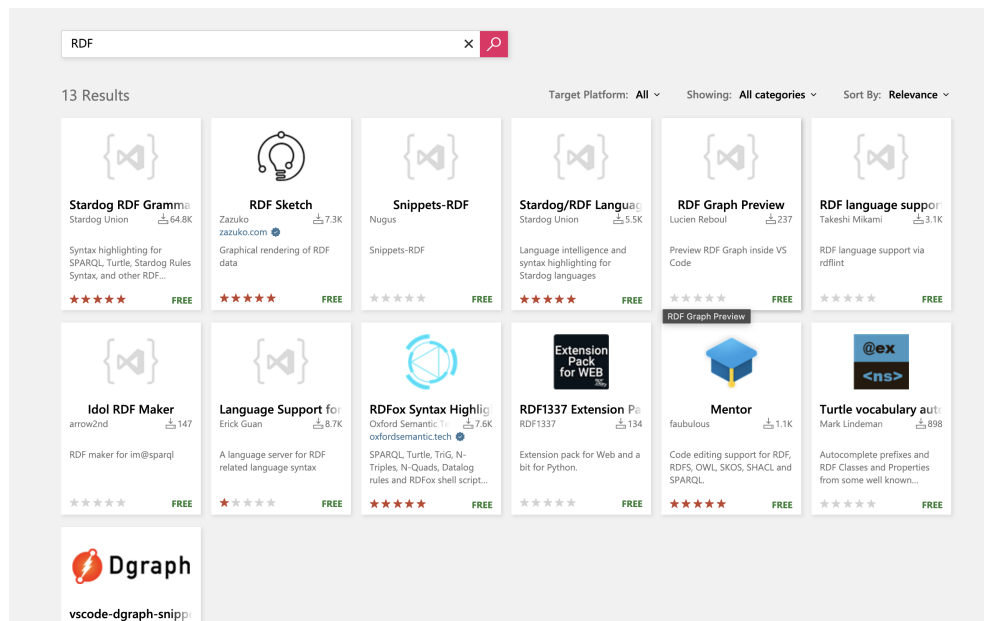 RDF
13 Results
Target Platform: All
Showing: All categories
Sort By: Relevance
Stardog RDF Gramma
Stardog Union 64.8K
Syntax highlighting for
SPARQL, Turtle, Stardog Rules
Syntax, and other RDF...
FREE
RDF Sketch
Zazuko 7.3K
zazuko.com
Graphical rendering of RDF
data
FREE
Snippets-RDF
Nugus
Snippets-RDF
FREE
Stardog/RDF Languag
Stardog Union 5.5K
Language intelligence and
syntax highlighting for
Stardog languages
FREE
RDF Graph Preview
Lucien Reboul 237
Preview RDF Graph inside VS
Code
FREE
RDF Graph Preview
RDF language suppor
Takeshi Mikami 3.1K
RDF language support via
rdflint
FREE
Idol RDF Maker
arrow2nd 147
RDF maker for im@sparql
FREE
Language Support for
Erick Guan 8.7K
A language server for RDF
related language syntax
FREE
RDFox Syntax Highlig
Oxford Semantic Te 7.6K
oxfordsemantic.tech
SPARQL, Turtle, TriG, N-
Triples, N-Quads, Datalog
rules and RDFox shell script...
FREE
Extension
Pack
for WEB
RDF1337 Extension Pa
RDF1337 134
Extension pack for Web and a
bit for Python.
FREE
Mentor
faubulous 1.1K
Code editing support for RDF,
RDFS, OWL, SKOS, SHACL and
SPARQL.
FREE
@ex
<ns>
Turtle vocabulary auto
Mark Lindeman 898
Autocomplete prefixes and
RDF Classes and Properties
from some well known...
FREE
Dgraph
vscode-dgraph-snipp